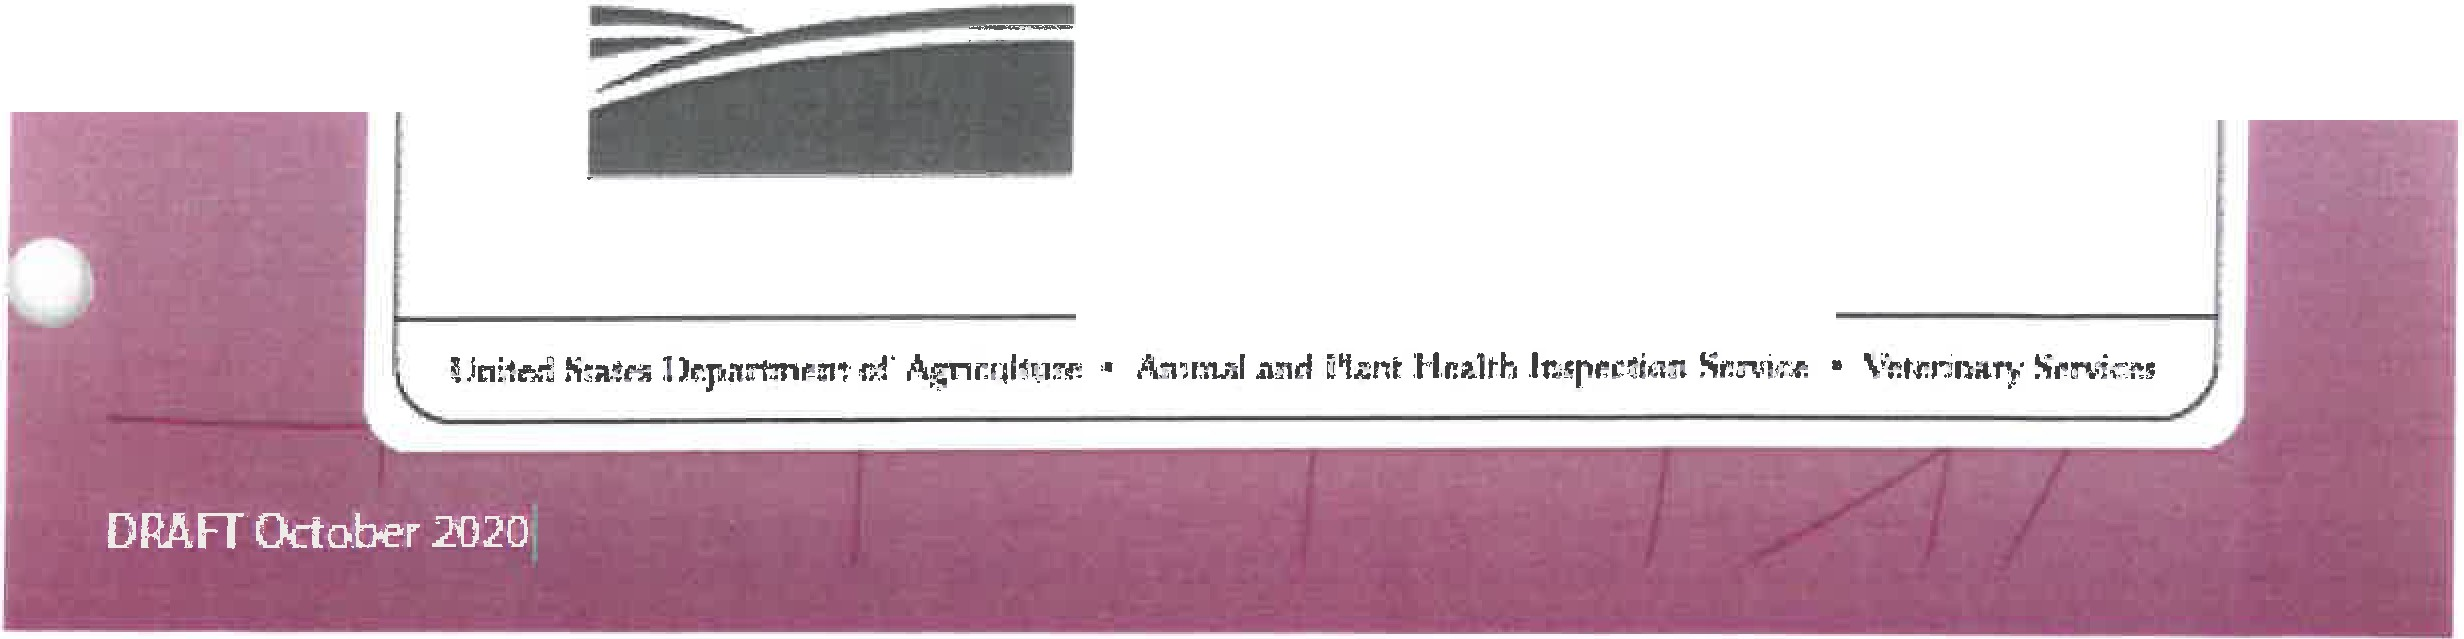 United States Department of Agriculture • Animal and Plant Health Inspection Service • Veterinary Services
DRAFT October 2020